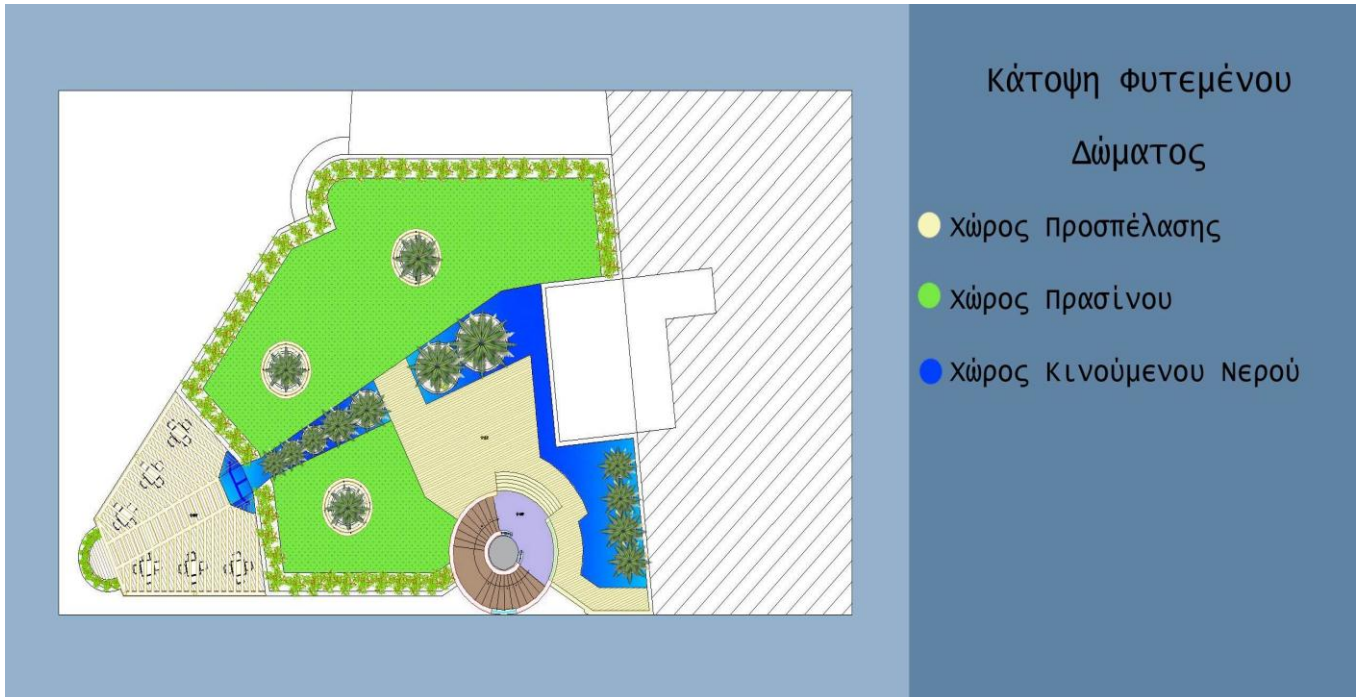 Κάτοψη Φυτεμένου
Δώματος
Χώρος Προσπέλασης
Χώρος Πρασίνου
Χώρος Κινούμενου Νερού